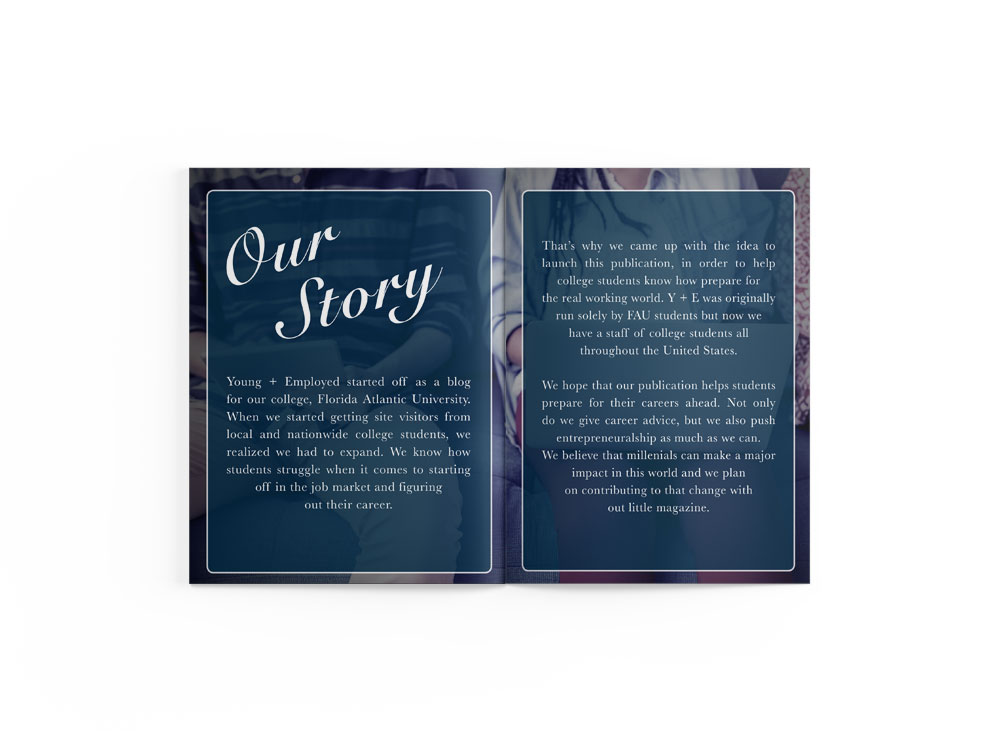 Our
Story
Young + Employed started off as a blog
for our college, Florida Atlantic University.
When we started getting site visitors from
local and nationwide college students, we
realized we had to expand. We know how
students struggle when it comes to starting
off in the job market and figuring
out their career.
That's why we came up with the idea to
launch this publication, in order to help
college students know how prepare for
the real working world. Y + E was originally
run solely by FAU students but now we
have a staff of college students all
throughout the United States.
We hope that our publication helps students
prepare for their careers ahead. Not only
do we give career advice, but we also push
entrepreneuralship as much as we can.
We believe that millenials can make a major
impact in this world and we plan
on contributing to that change with
out little magazine.